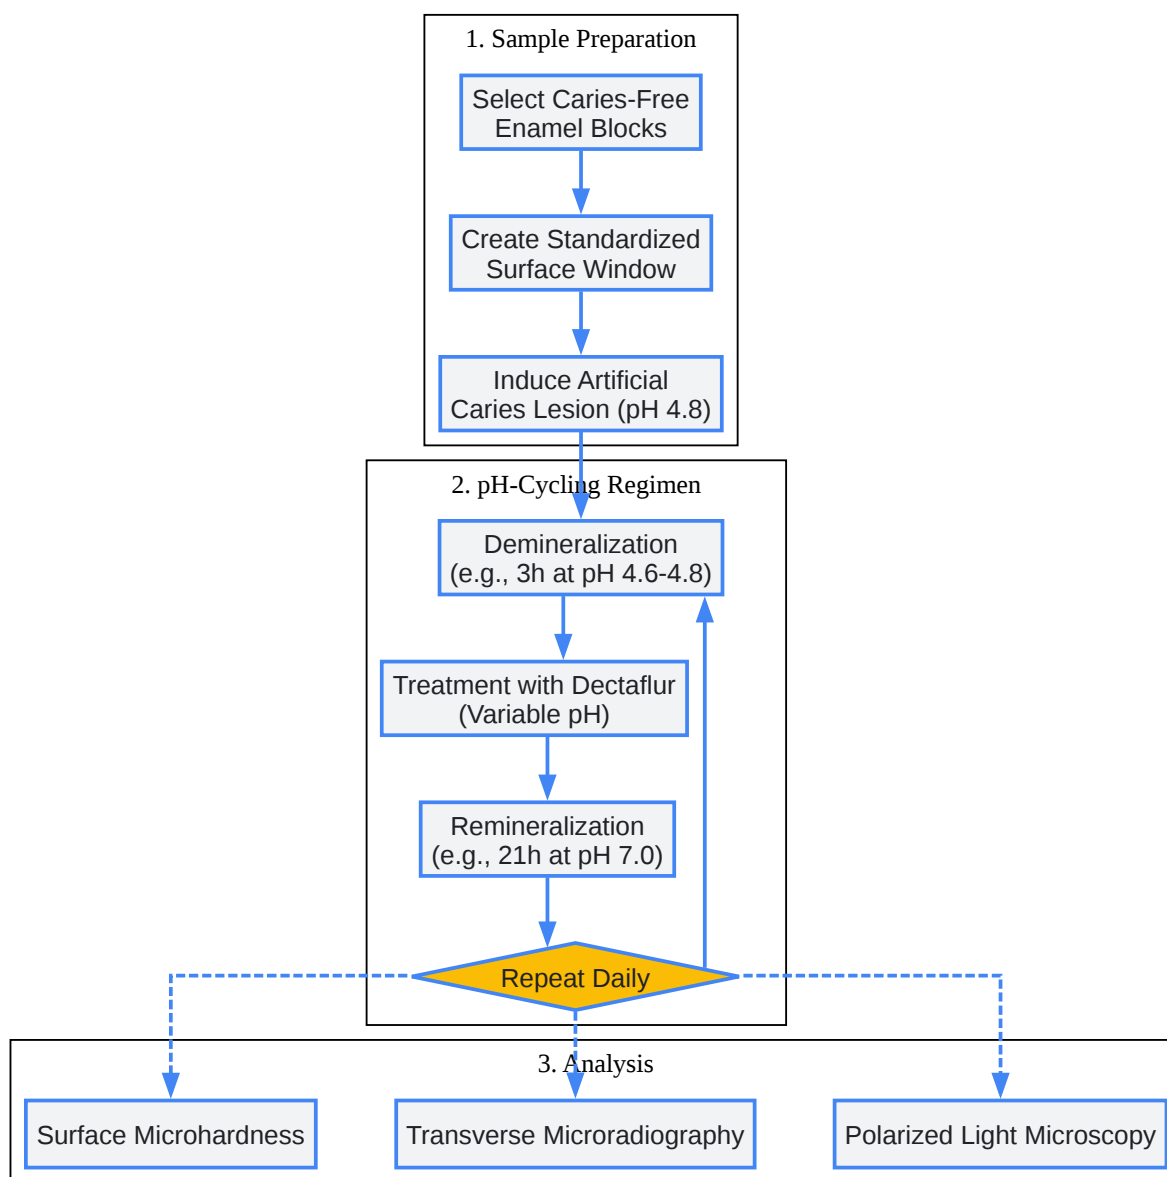 1. Sample Preparation
Select Caries-Free
Enamel Blocks
Create Standardized
Surface Window
Induce Artificial
Caries Lesion (pH 4.8)
2. pH-Cycling Regimen
Demineralization
(e.g., 3h at pH 4.6-4.8)
Treatment with Dectaflur
(Variable pH)
Remineralization
(e.g., 21h at pH 7.0)
Repeat Daily
3. Analysis
Surface Microhardness
Transverse Microradiography
Polarized Light Microscopy